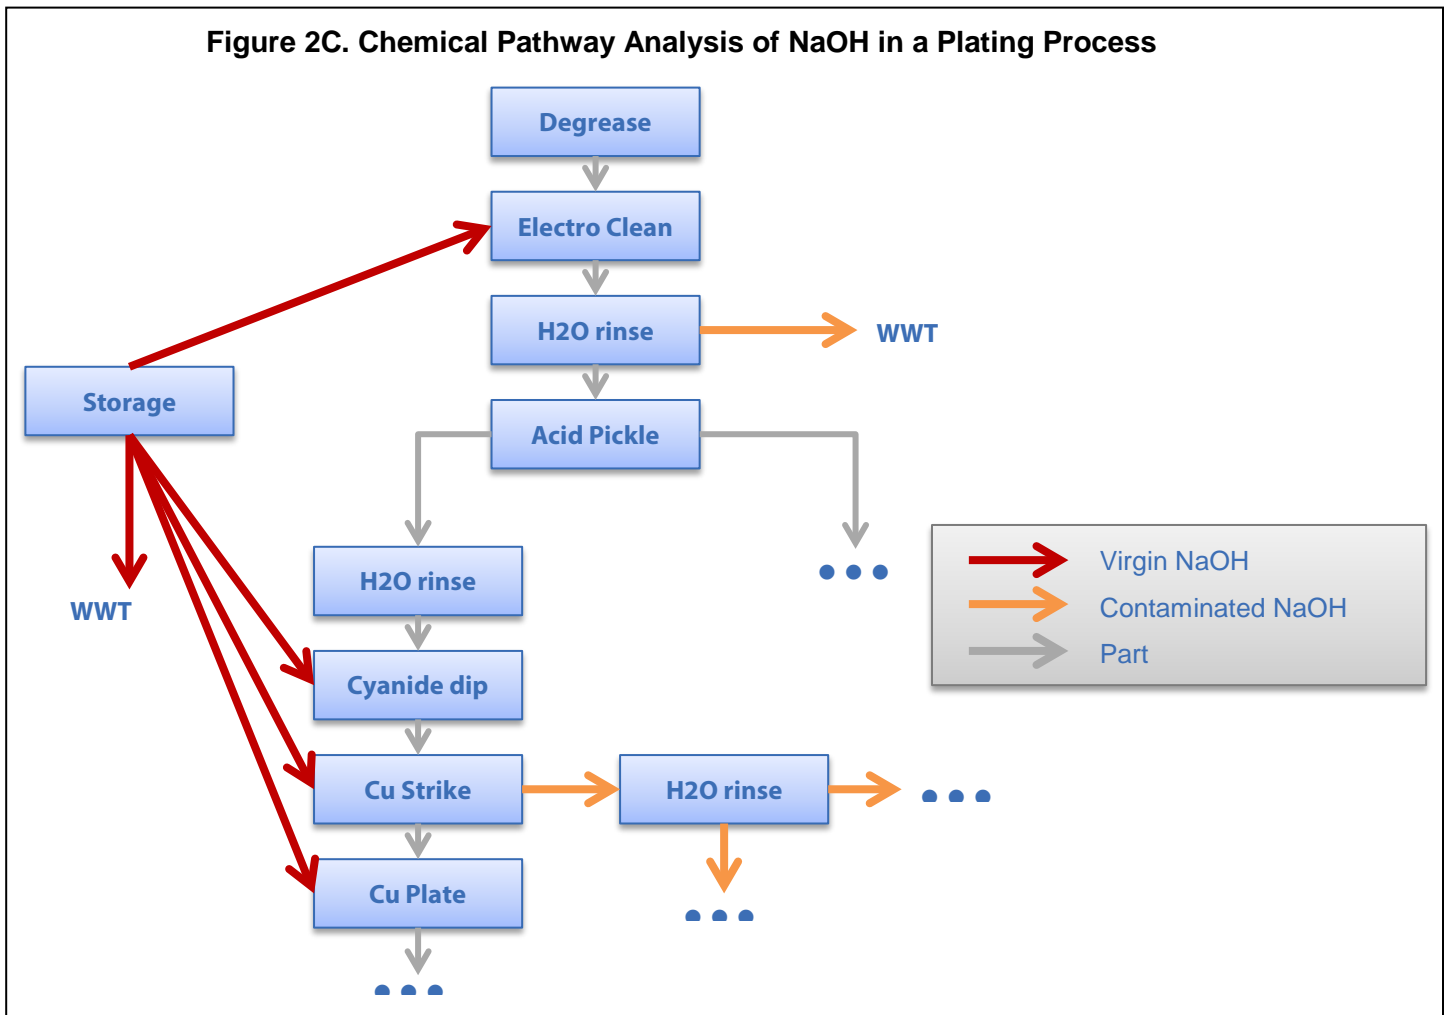 Figure 2C. Chemical Pathway Analysis of NaOH in a Plating Process
Degrease
Electro Clean
H2O rinse
WWT
Storage
Acid Pickle
H2O rinse
WWT
Cyanide dip
Cu Strike
H2O rinse
Cu Plate
Virgin NaOH
Contaminated NaOH
Part